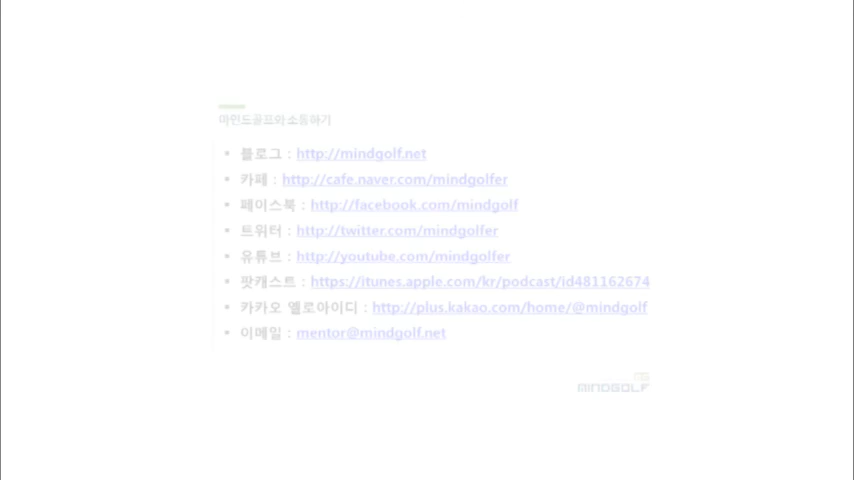 마인드골프와 소통하기
▪ 블로그 : http://mindgolf.net
▪ 카페 : http://cafe.naver.com/mindgolfer
▪ 페이스북 : http://facebook.com/mindgolf
▪ 트위터 : http://twitter.com/mindgolfer
▪ 유튜브 : http://youtube.com/mindgolfer
▪ 팟캐스트 : https://itunes.apple.com/kr/podcast/id481162674
▪ 카카오 옐로아이디 : http://plus.kakao.com/home/@mindgolf
▪ 이메일 : mentor@mindgolf.net
MINDGOLF